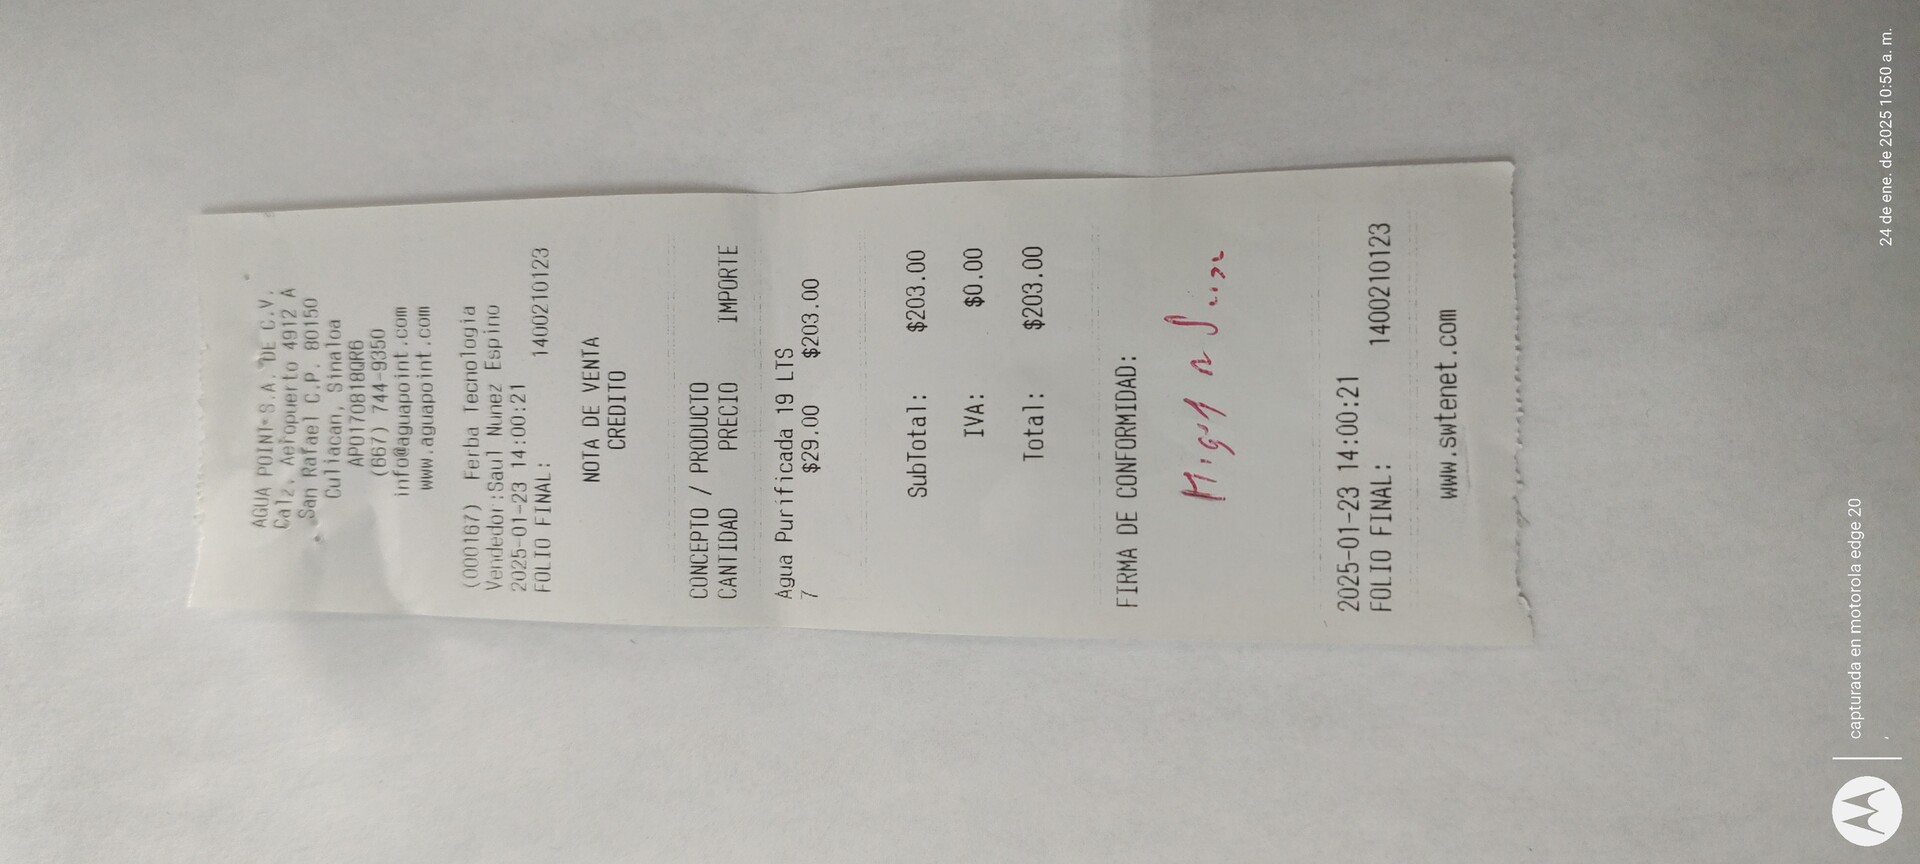 AGUA POINT S.A. DE C.V.
Calz. Aeropuerto 4912 A
San Rafael C.P. 80150
Culiacan, Sinaloa
APO170818QR6
(667) 744-9350
info@aguapoint.com
www.aguapoint.com
(000167) Ferba Tecnologia
Vendedor:Saul Nunez Espino
2025-01-23 14:00:21
FOLIO FINAL: 1400210123
NOTA DE VENTA
CREDITO
CONCEPTO / PRODUCTO
CANTIDAD PRECIO IMPORTE
Agua Purificada 19 LTS
7 $29.00 $203.00
SubTotal: $203.00
IVA: $0.00
Total: $203.00
FIRMA DE CONFORMIDAD:
2025-01-23 14:00:21
FOLIO FINAL: 1400210123
www.swtenet.com
capturada en motorola edge 20
24 de ene. de 2025 10:50 a. m.